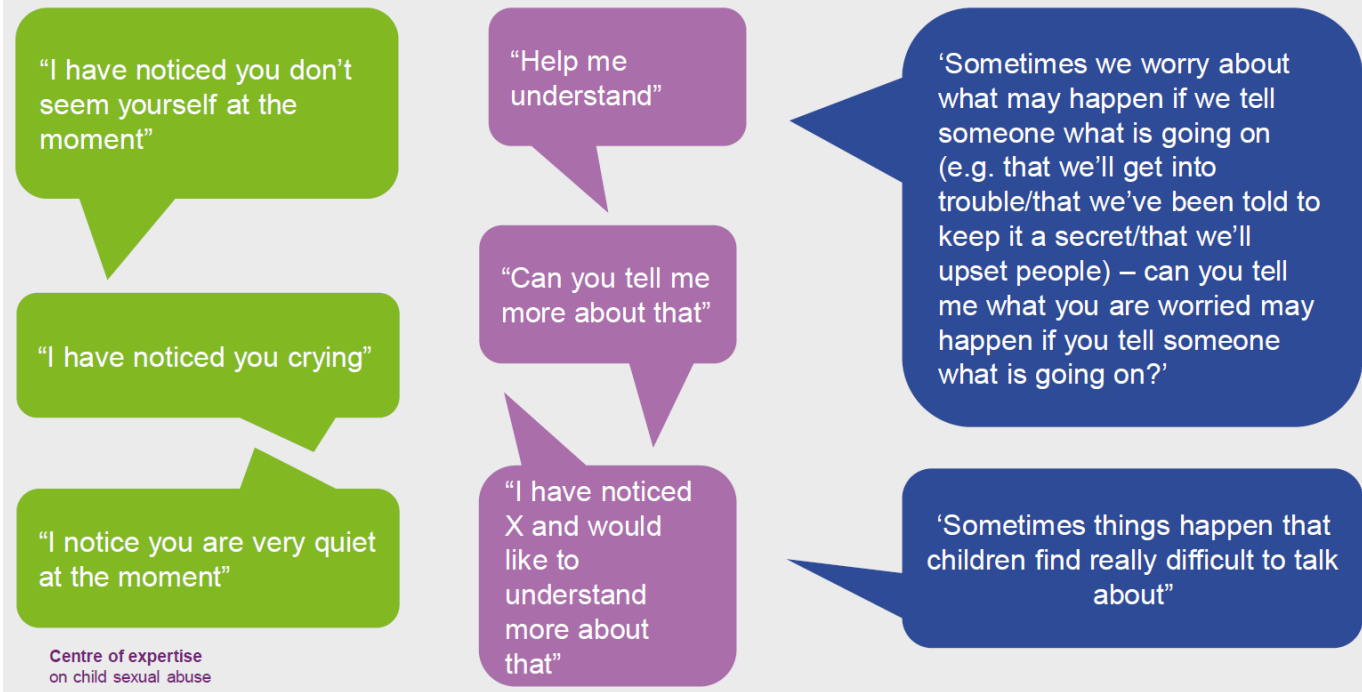 “I have noticed you don’t
seem yourself at the
moment”
“I have noticed you crying”
“I notice you are very quiet
at the moment”
“Help me
understand”
“Can you tell me
more about that”
“I have noticed
X and would
like to
understand
more about
that”
‘Sometimes we worry about
what may happen if we tell
someone what is going on
(e.g. that we’ll get into
trouble/that we’ve been told to
keep it a secret/that we’ll
upset people) – can you tell
me what you are worried may
happen if you tell someone
what is going on?’
‘Sometimes things happen that
children find really difficult to talk
about”
Centre of expertise
on child sexual abuse